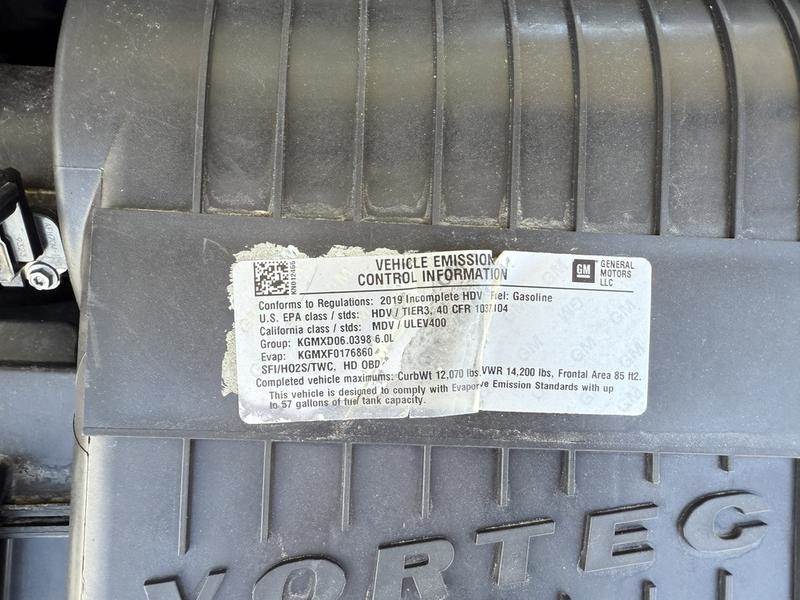 VEHICLE EMISSION
CONTROL INFORMATION
GM GENERAL
MOTORS
LLC
Conforms to Regulations: 2019 Incomplete HDV Fuel: Gasoline
U.S. EPA class / stds: HDV / TIER3, 40 CFR 1037.104
California class / stds: MDV / ULEV400
Group: KGMXD06.0398 6.0L
Evap: KGMXF0176860
SFI/HO2S/TWC, HD OBD
Completed vehicle maximums: CurbWt 12,070 lbs VWR 14,200 lbs, Frontal Area 85 ft2.
This vehicle is designed to comply with Evapor ve Emission Standards with up
to 57 gallons of fuel tank capacity.
VORTEC